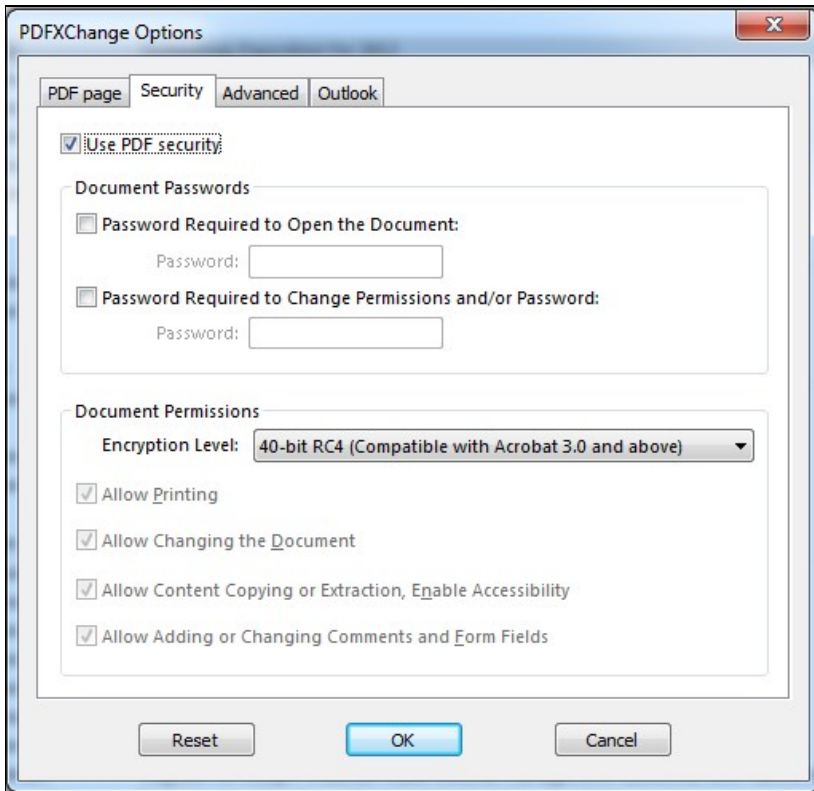 PDFXChange Options
PDF page Security Advanced Outlook
Use PDF security
Document Passwords
Password Required to Open the Document:
Password:
Password Required to Change Permissions and/or Password:
Password:
Document Permissions
Encryption Level: 40-bit RC4 (Compatible with Acrobat 3.0 and above)
Allow Printing
Allow Changing the Document
Allow Content Copying or Extraction, Enable Accessibility
Allow Adding or Changing Comments and Form Fields
Reset OK Cancel